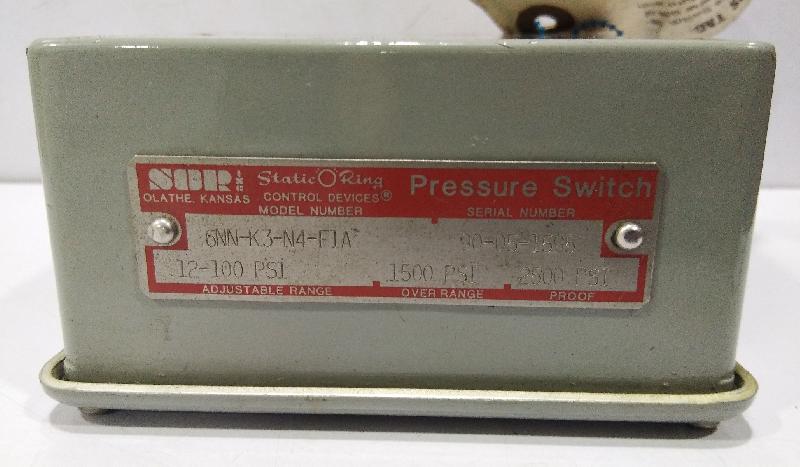 SOR INC Static "O" Ring Pressure Switch
OLATHE, KANSAS CONTROL DEVICES®
MODEL NUMBER SERIAL NUMBER
6NN-K3-N4-F1A
12-100 PSI 1500 PSI 2500 PSI
ADJUSTABLE RANGE OVER RANGE PROOF
TAG